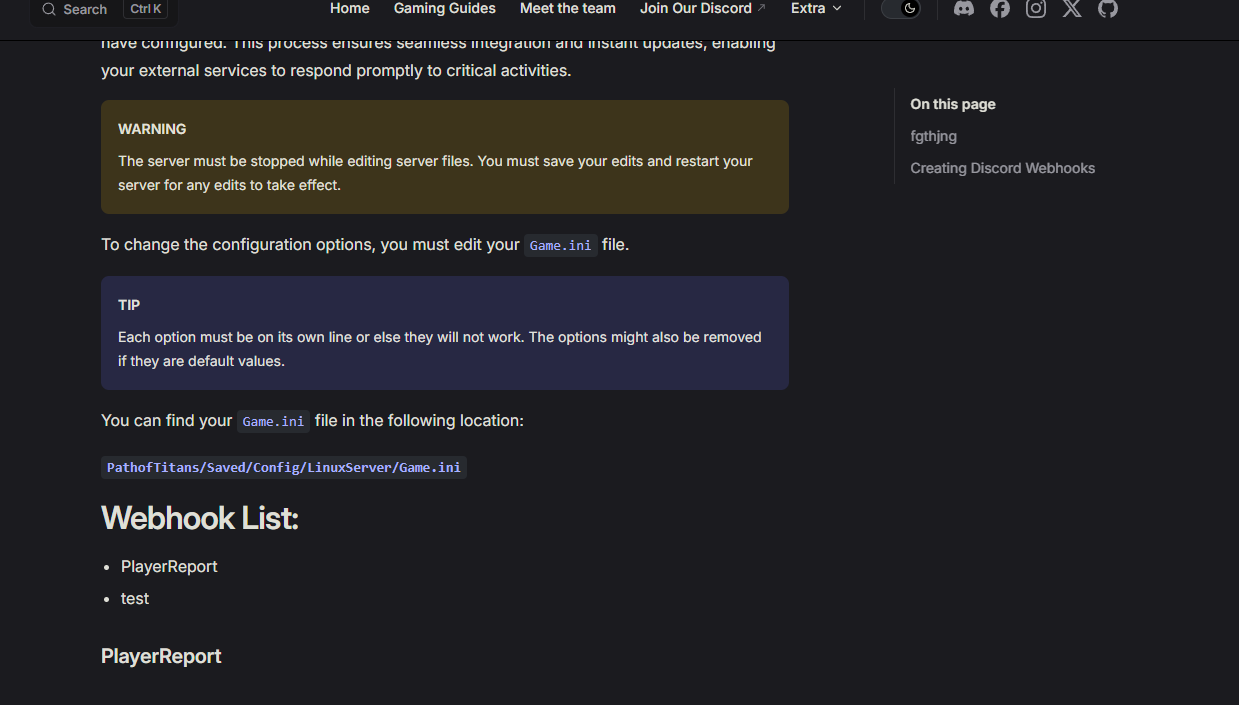 Search Ctrl K Home Gaming Guides Meet the team Join Our Discord Extra
have configured. This process ensures seamless integration and instant updates, enabling
your external services to respond promptly to critical activities.
WARNING
The server must be stopped while editing server files. You must save your edits and restart your
server for any edits to take effect.
To change the configuration options, you must edit your Game.ini file.
TIP
Each option must be on its own line or else they will not work. The options might also be removed
if they are default values.
You can find your Game.ini file in the following location:
PathofTitans/Saved/Config/LinuxServer/Game.ini
Webhook List:
PlayerReport
test
PlayerReport
On this page
fgthjng
Creating Discord Webhooks